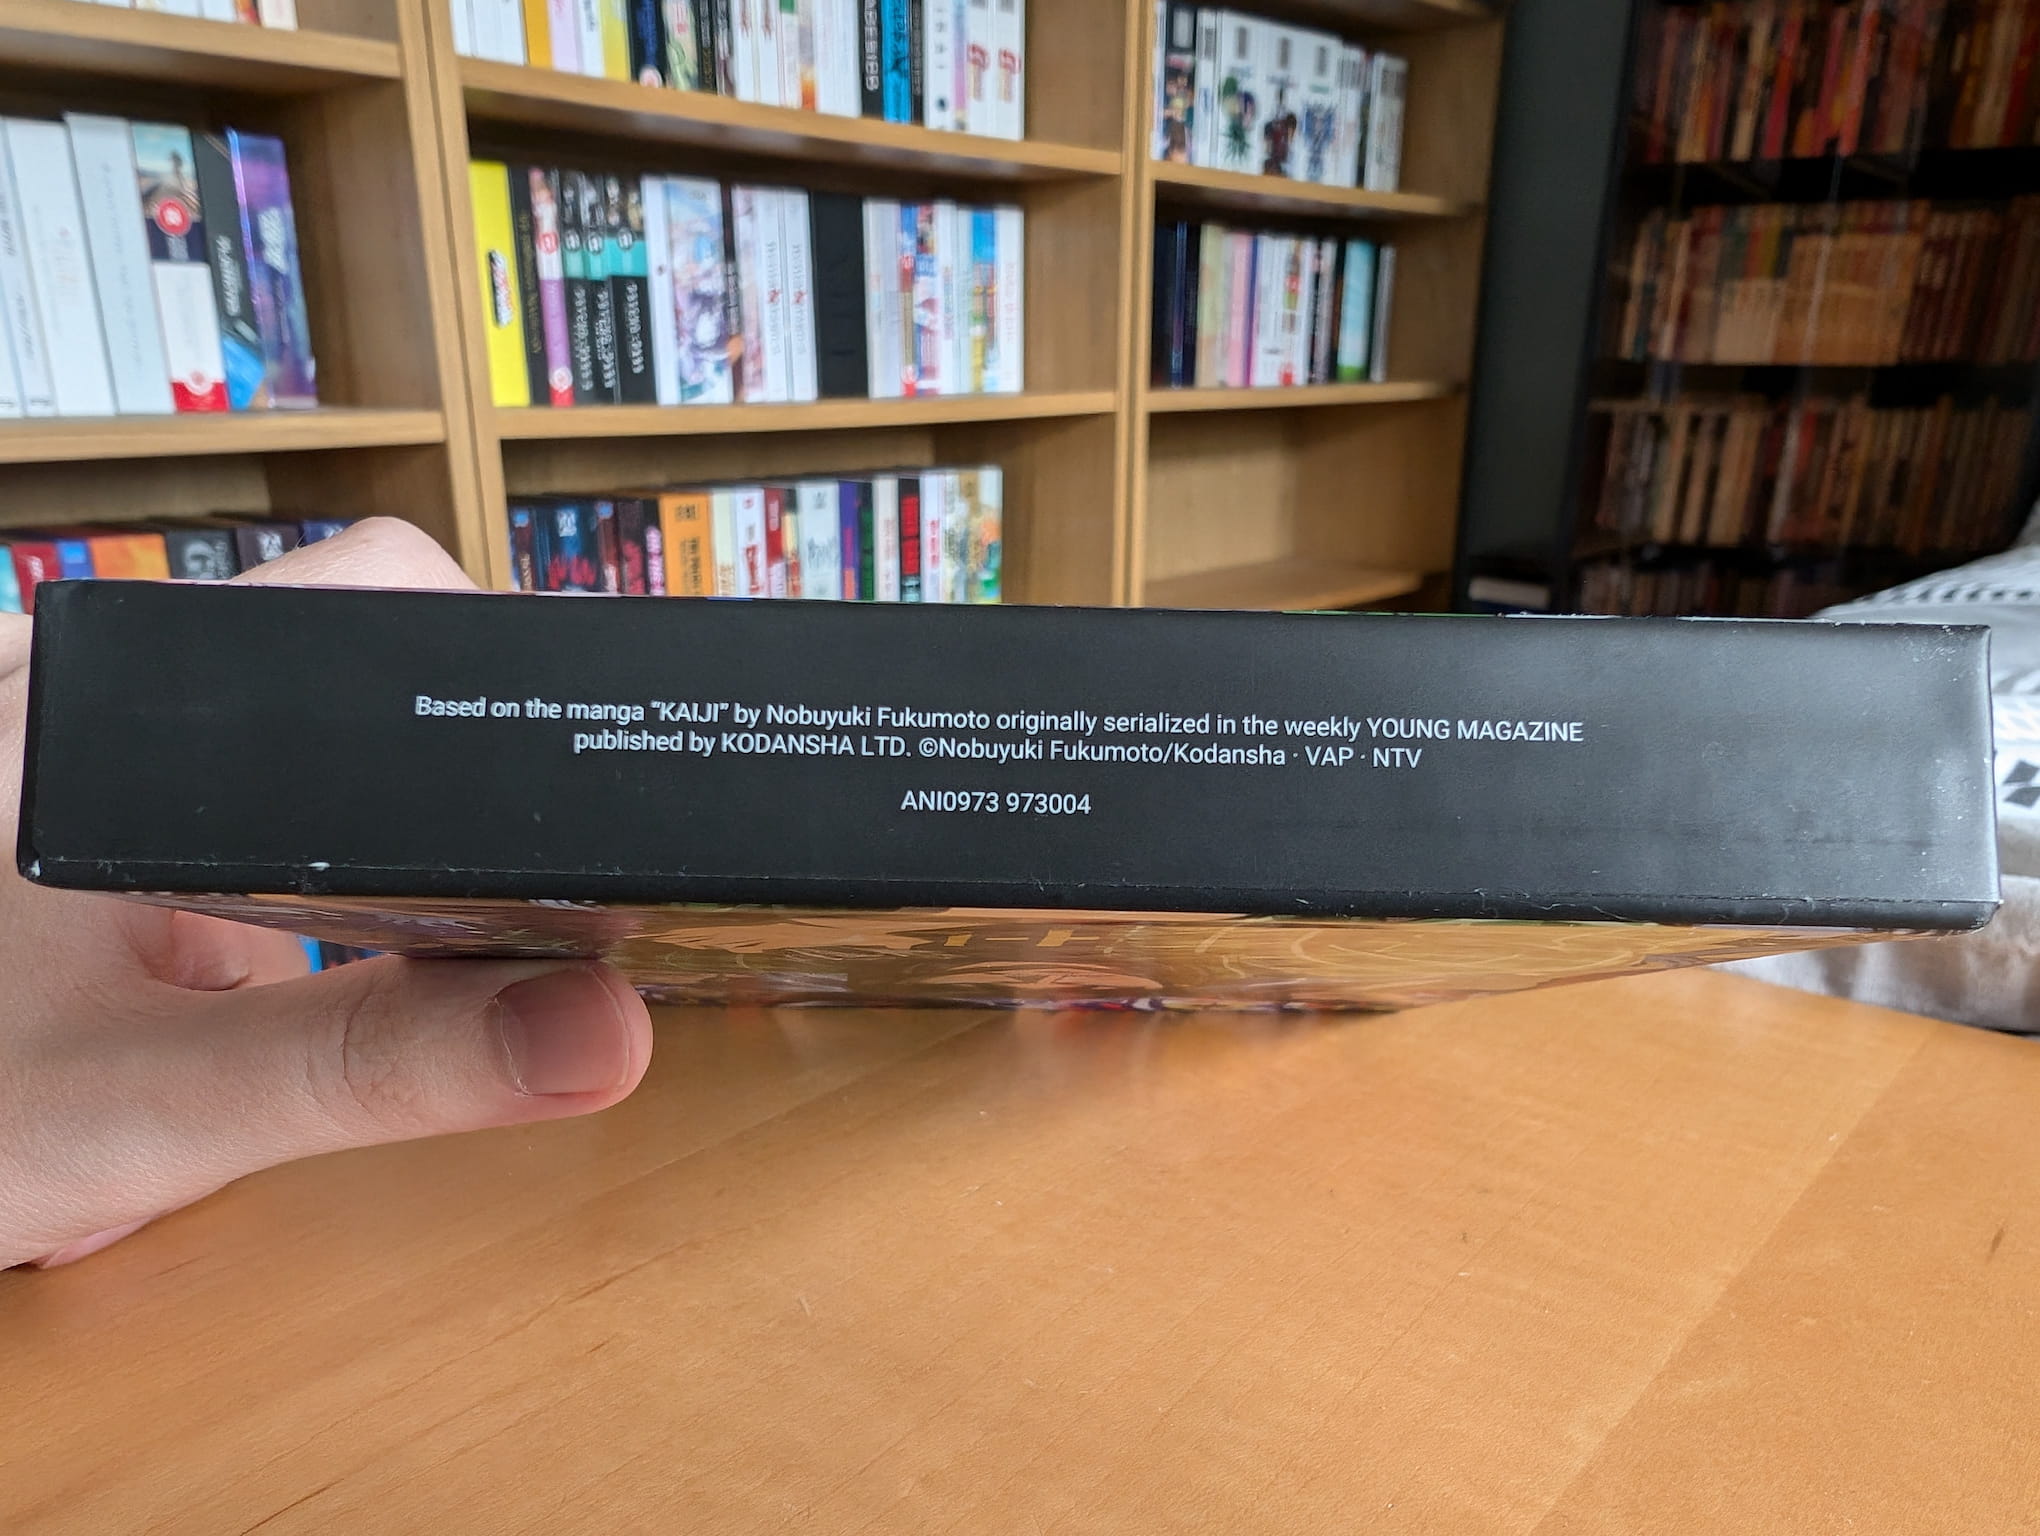 Based on the manga “KAIJI” by Nobuyuki Fukumoto originally serialized in the weekly YOUNG MAGAZINE
published by KODANSHA LTD. ©Nobuyuki Fukumoto/Kodansha · VAP · NTV
ANI0973 973004